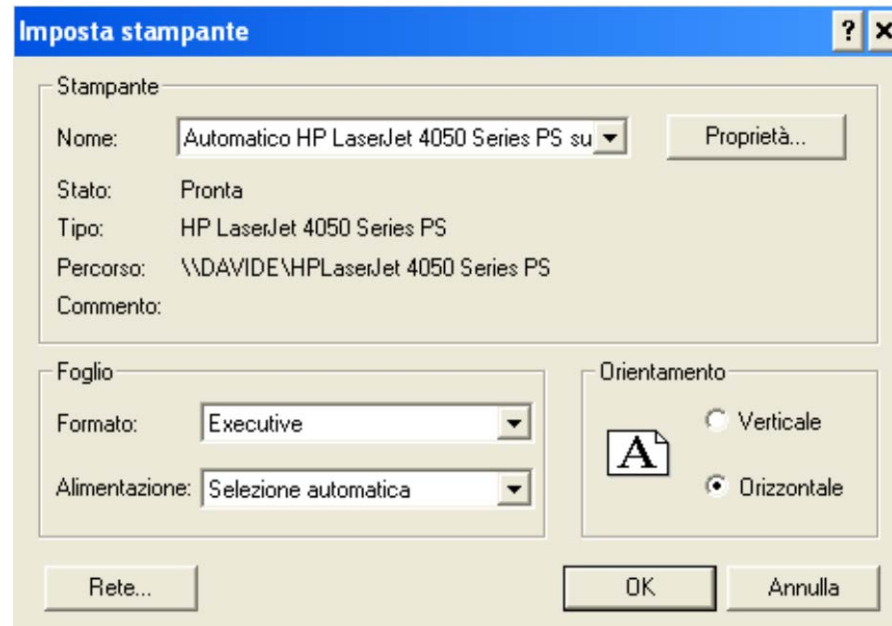 Imposta stampante
Stampante
Nome: Automatico HP LaserJet 4050 Series PS su Proprietà...
Stato: Pronta
Tipo: HP LaserJet 4050 Series PS
Percorso: \\DAVIDE\HPLaserJet 4050 Series PS
Commento:
Foglio
Formato: Executive
Alimentazione: Selezione automatica
Orientamento
A
Verticale
Orizzontale
Rete... OK Annulla